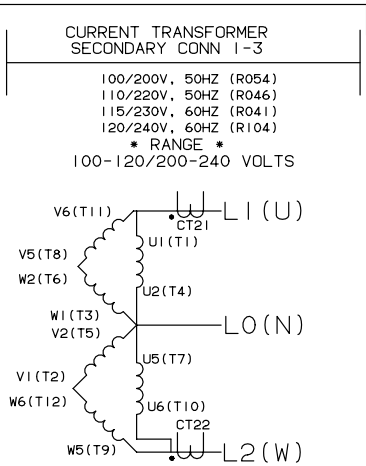 CURRENT TRANSFORMER
SECONDARY CONN 1-3
100/200V, 50HZ (R054)
110/220V, 50HZ (R046)
115/230V, 60HZ (R041)
120/240V, 60HZ (R104)
* RANGE *
100-120/200-240 VOLTS
V6(T11)
CT21
L1(U)
U1(T1)
V5(T8)
W2(T6)
U2(T4)
W1(T3)
V2(T5)
L0(N)
U5(T7)
V1(T2)
W6(T12)
U6(T10)
CT22
W5(T9)
L2(W)